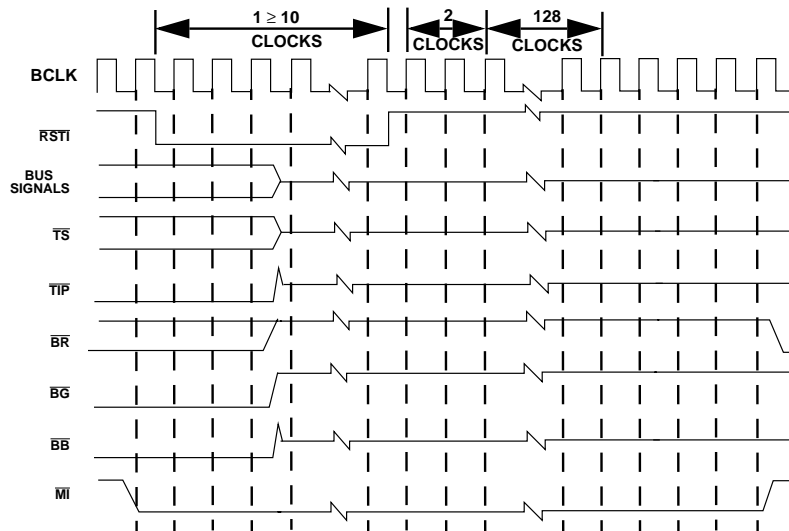 1 ≥ 10
CLOCKS
2
CLOCKS
128
CLOCKS
BCLK
RSTI
BUS
SIGNALS
TS
TIP
BR
BG
BB
MI